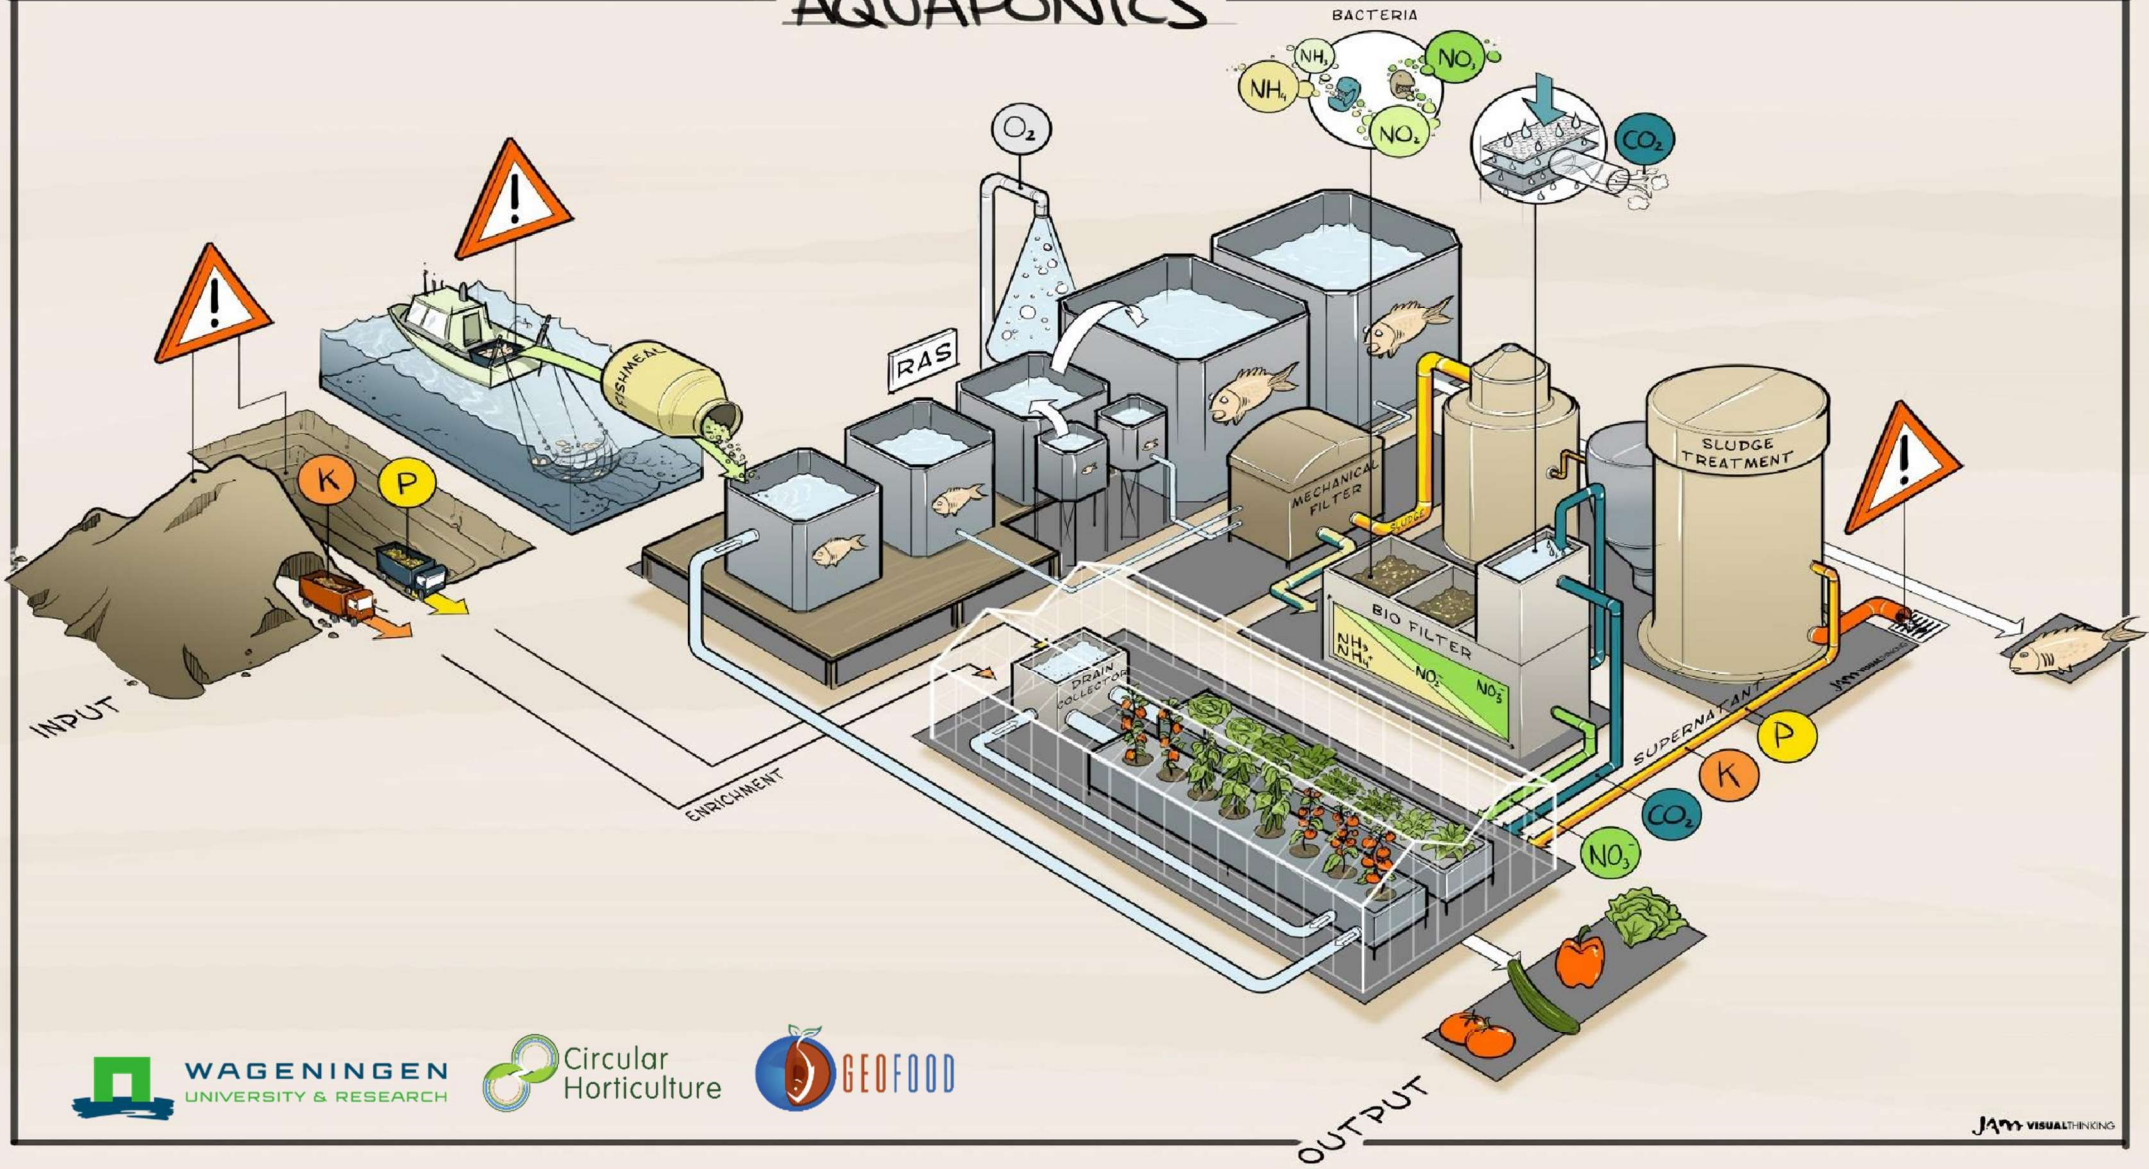 AQUAPONICS
BACTERIA
NH₃
NO₃
NH₄
NO₂
CO₂
O₂
!
!
FISHMEAL
RAS
K
P
MECHANICAL
FILTER
SLUDGE
SLUDGE
TREATMENT
!
BIO FILTER
NH₃
NH₄⁺
NO₂⁻
NO₃⁻
DRAIN
COLLECTOR
INPUT
ENRICHMENT
SUPERNATANT
P
K
CO₂
NO₃⁻
WAGENINGEN
UNIVERSITY & RESEARCH
Circular
Horticulture
GEOFOOD
OUTPUT
JAM VISUALTHINKING